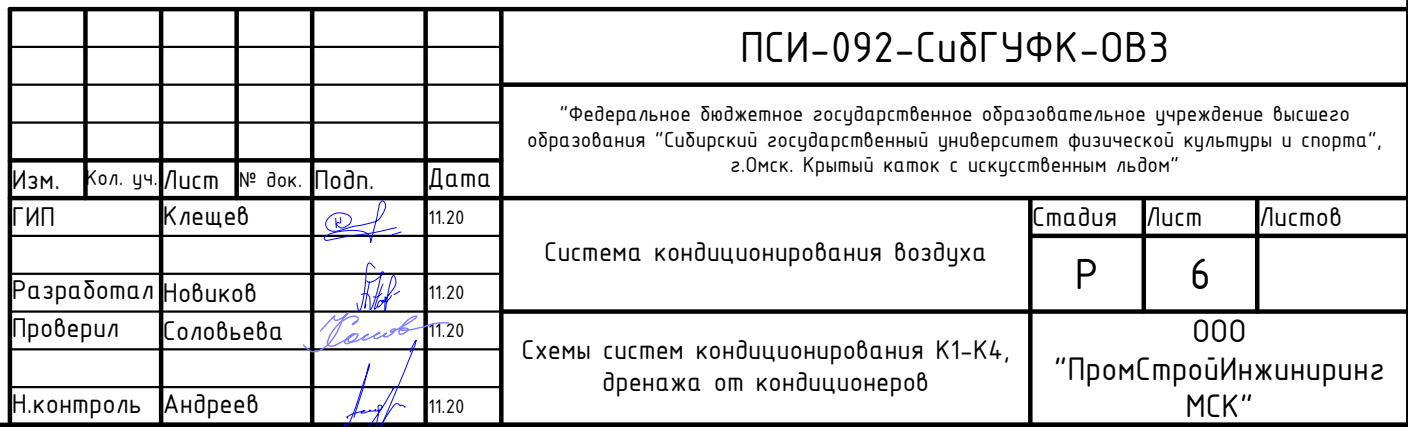 ПСИ-092-СибГУФК-ОВ3
"Федеральное бюджетное государственное образовательное учреждение высшего
образования "Сибирский государственный университет физической культуры и спорта",
г.Омск. Крытый каток с искусственным льдом"
Изм. Кол. уч. Лист № док. Подп. Дата
ГИП Клещев 11.20
Разработал Новиков 11.20
Проверил Соловьева 11.20
Н.контроль Андреев 11.20
Система кондиционирования воздуха
Стадия Лист Листов
Р 6
Схемы систем кондиционирования К1-К4,
дренажа от кондиционеров
ООО
"ПромСтройИнжиниринг
МСК"